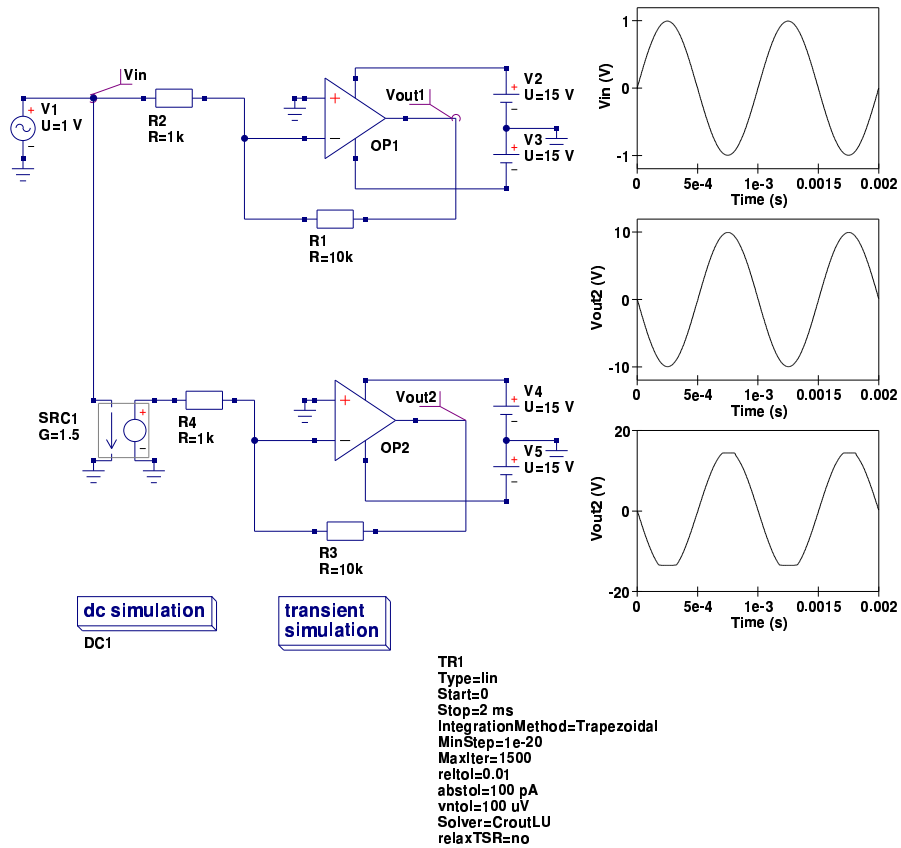 Vin
V1
U=1 V
+
−
R2
R=1k
+
−
OP1
Vout1
V2
U=15 V
+
−
V3
U=15 V
+
−
R1
R=10k
SRC1
G=1.5
+
−
R4
R=1k
+
−
OP2
Vout2
V4
U=15 V
+
−
V5
U=15 V
+
−
R3
R=10k
dc simulation
DC1
transient
simulation
TR1
Type=lin
Start=0
Stop=2 ms
IntegrationMethod=Trapezoidal
MinStep=1e-20
MaxIter=1500
reltol=0.01
abstol=100 pA
vntol=100 uV
Solver=CroutLU
relaxTSR=no
Vin (V)
1
0
-1
0 5e-4 1e-3 0.0015 0.002
Time (s)
Vout2 (V)
10
0
-10
0 5e-4 1e-3 0.0015 0.002
Time (s)
Vout2 (V)
20
0
-20
0 5e-4 1e-3 0.0015 0.002
Time (s)